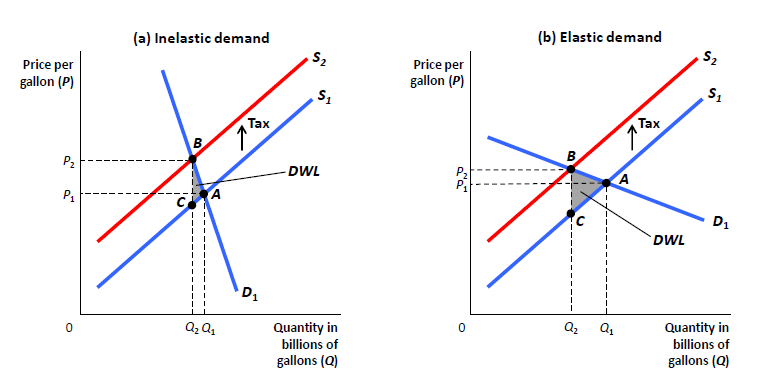 (a) Inelastic demand
Price per
gallon (P)
S2
S1
Tax
B
P2
DWL
P1
A
C
D1
0
Q2 Q1
Quantity in
billions of
gallons (Q)
(b) Elastic demand
Price per
gallon (P)
S2
S1
Tax
B
P2
P1
A
C
D1
DWL
0
Q2 Q1
Quantity in
billions of
gallons (Q)